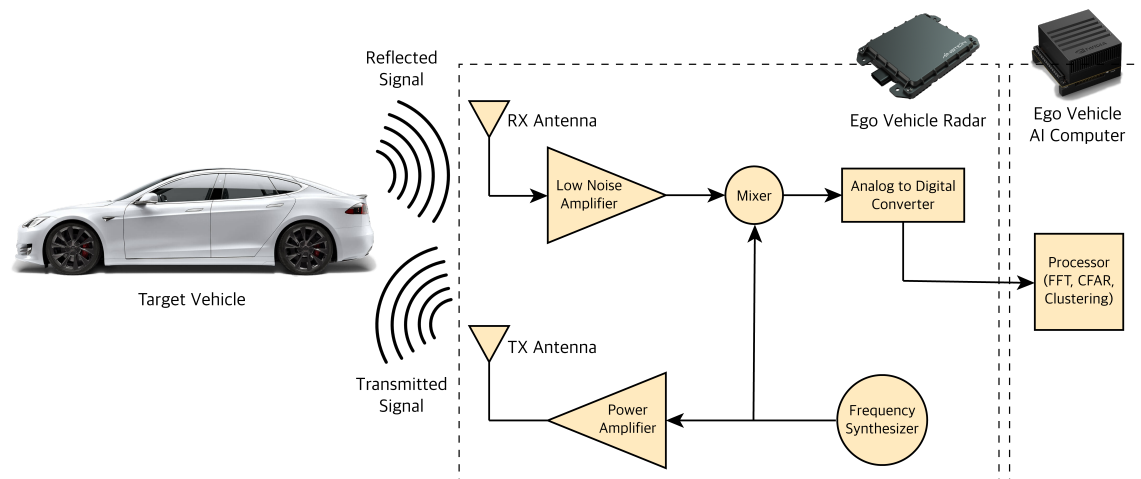 Reflected
Signal
RX Antenna
Ego Vehicle Radar
Ego Vehicle
AI Computer
Low Noise
Amplifier
Mixer
Analog to Digital
Converter
Processor
(FFT, CFAR,
Clustering)
Target Vehicle
TX Antenna
Transmitted
Signal
Power
Amplifier
Frequency
Synthesizer